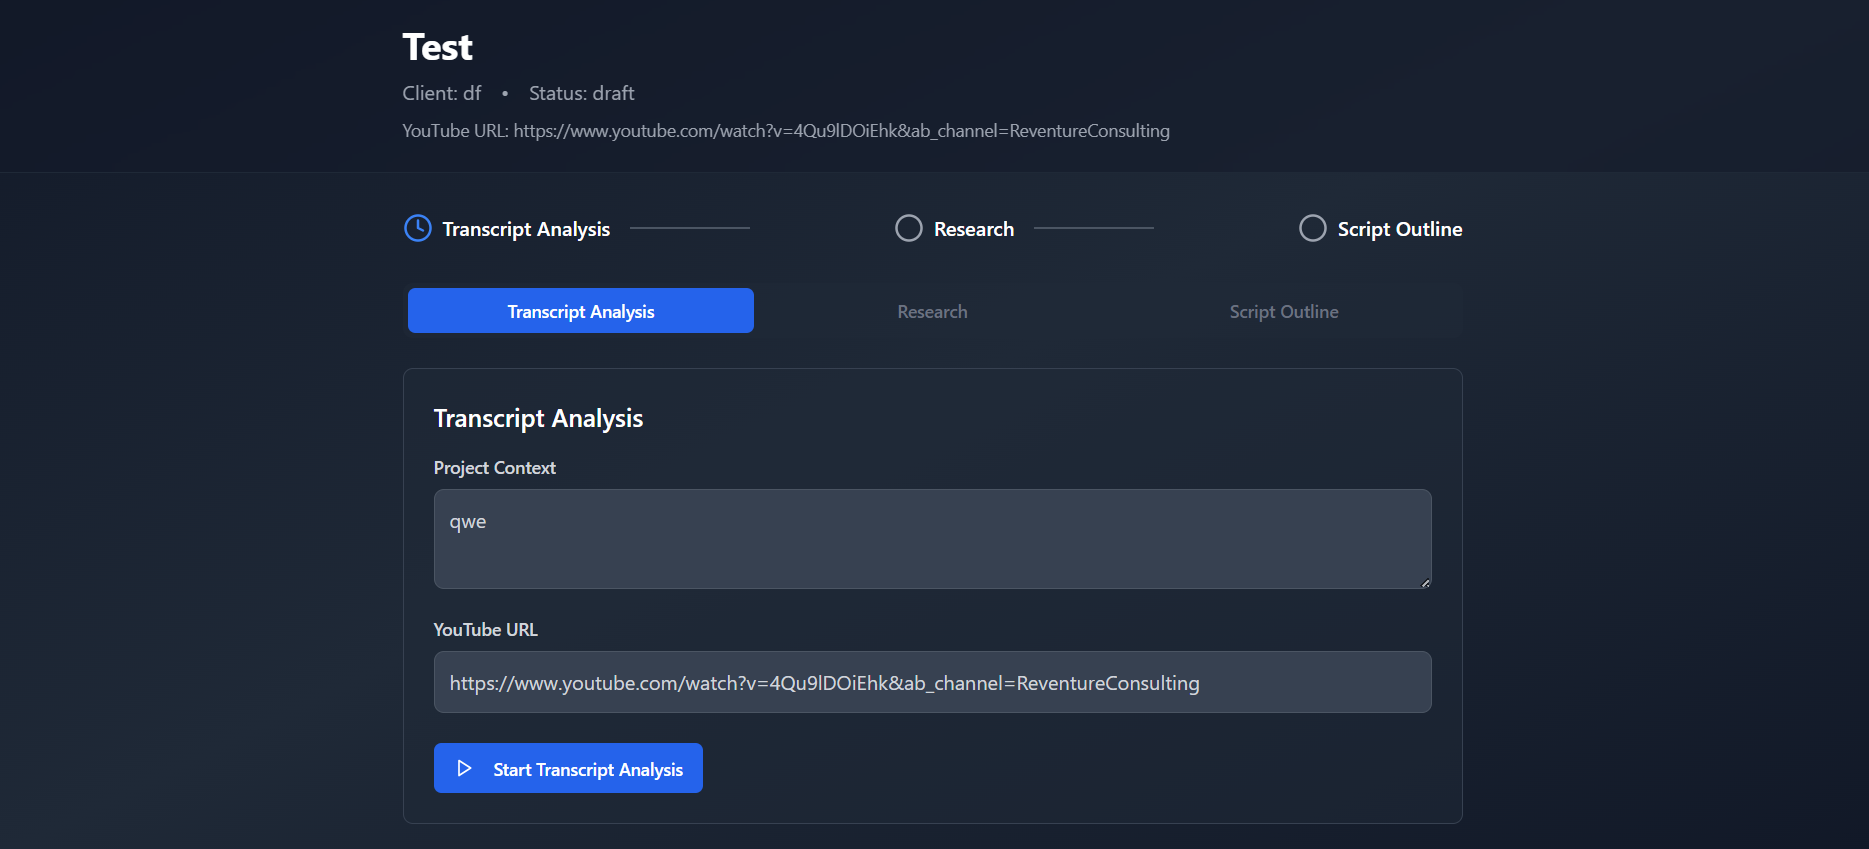 Test
Client: df • Status: draft
YouTube URL: https://www.youtube.com/watch?v=4Qu9lDOiEhk&ab_channel=ReventureConsulting
Transcript Analysis
Research
Script Outline
Transcript Analysis
Research
Script Outline
Transcript Analysis
Project Context
qwe
YouTube URL
https://www.youtube.com/watch?v=4Qu9lDOiEhk&ab_channel=ReventureConsulting
Start Transcript Analysis